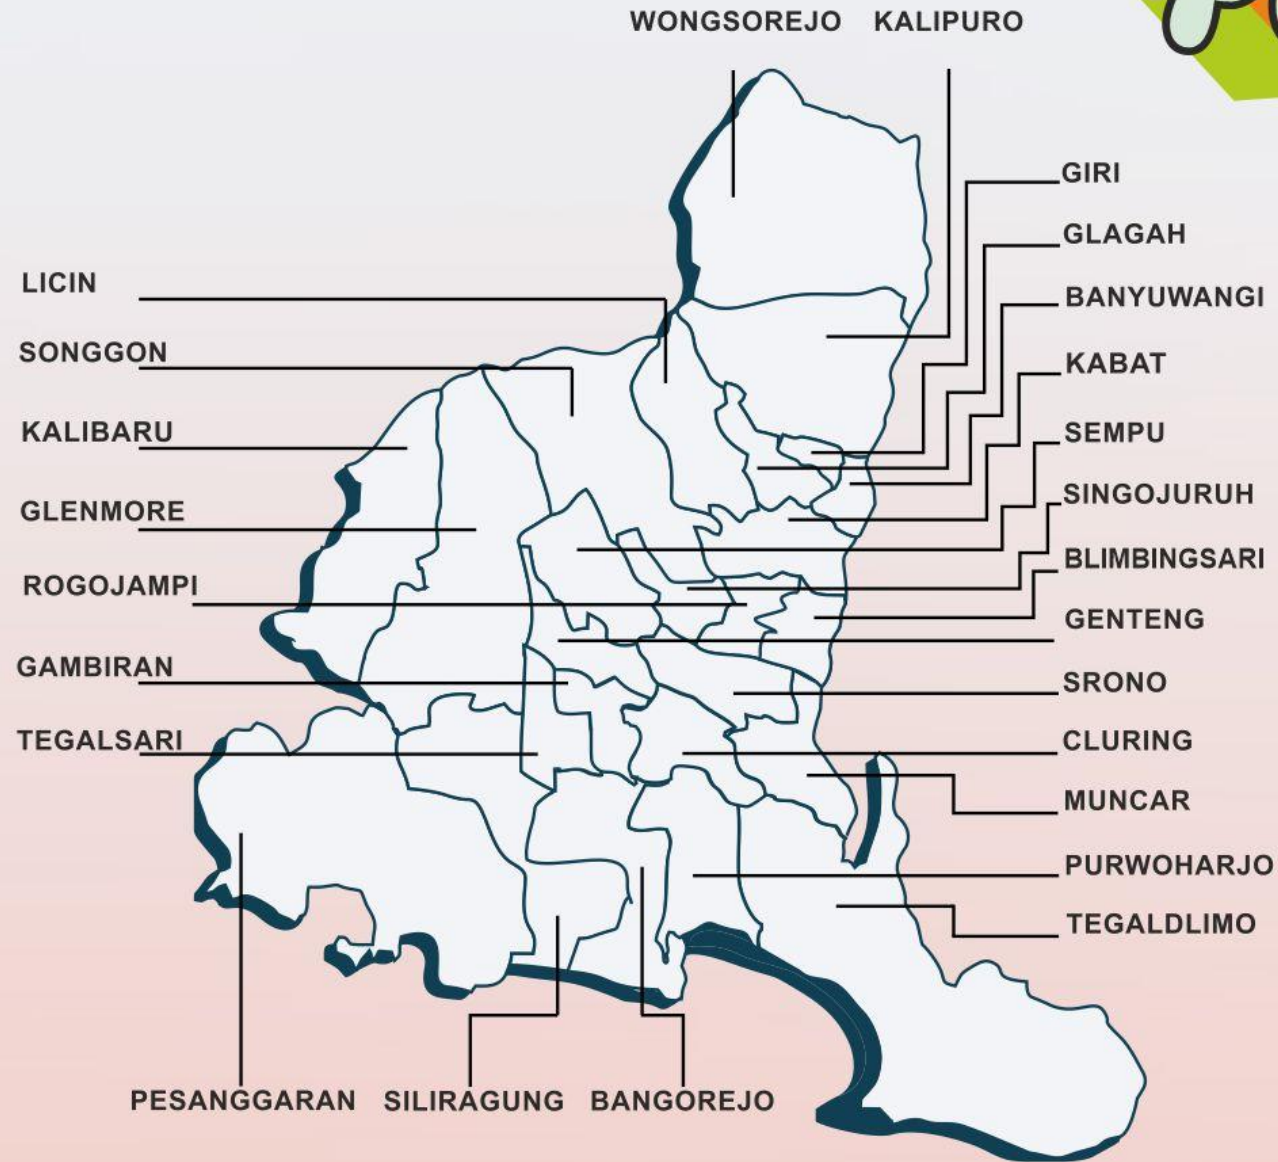 WONGSOREJO KALIPURO
GIRI
GLAGAH
LICIN
BANYUWANGI
SONGGON
KABAT
KALIBARU
SEMPU
SINGOJURUH
GLENMORE
BLIMBINGSARI
ROGOJAMPI
GENTENG
GAMBIRAN
SRONO
TEGALSARI
CLURING
MUNCAR
PURWOHARJO
TEGALDLIMO
PESANGGARAN SILIRAGUNG BANGOREJO